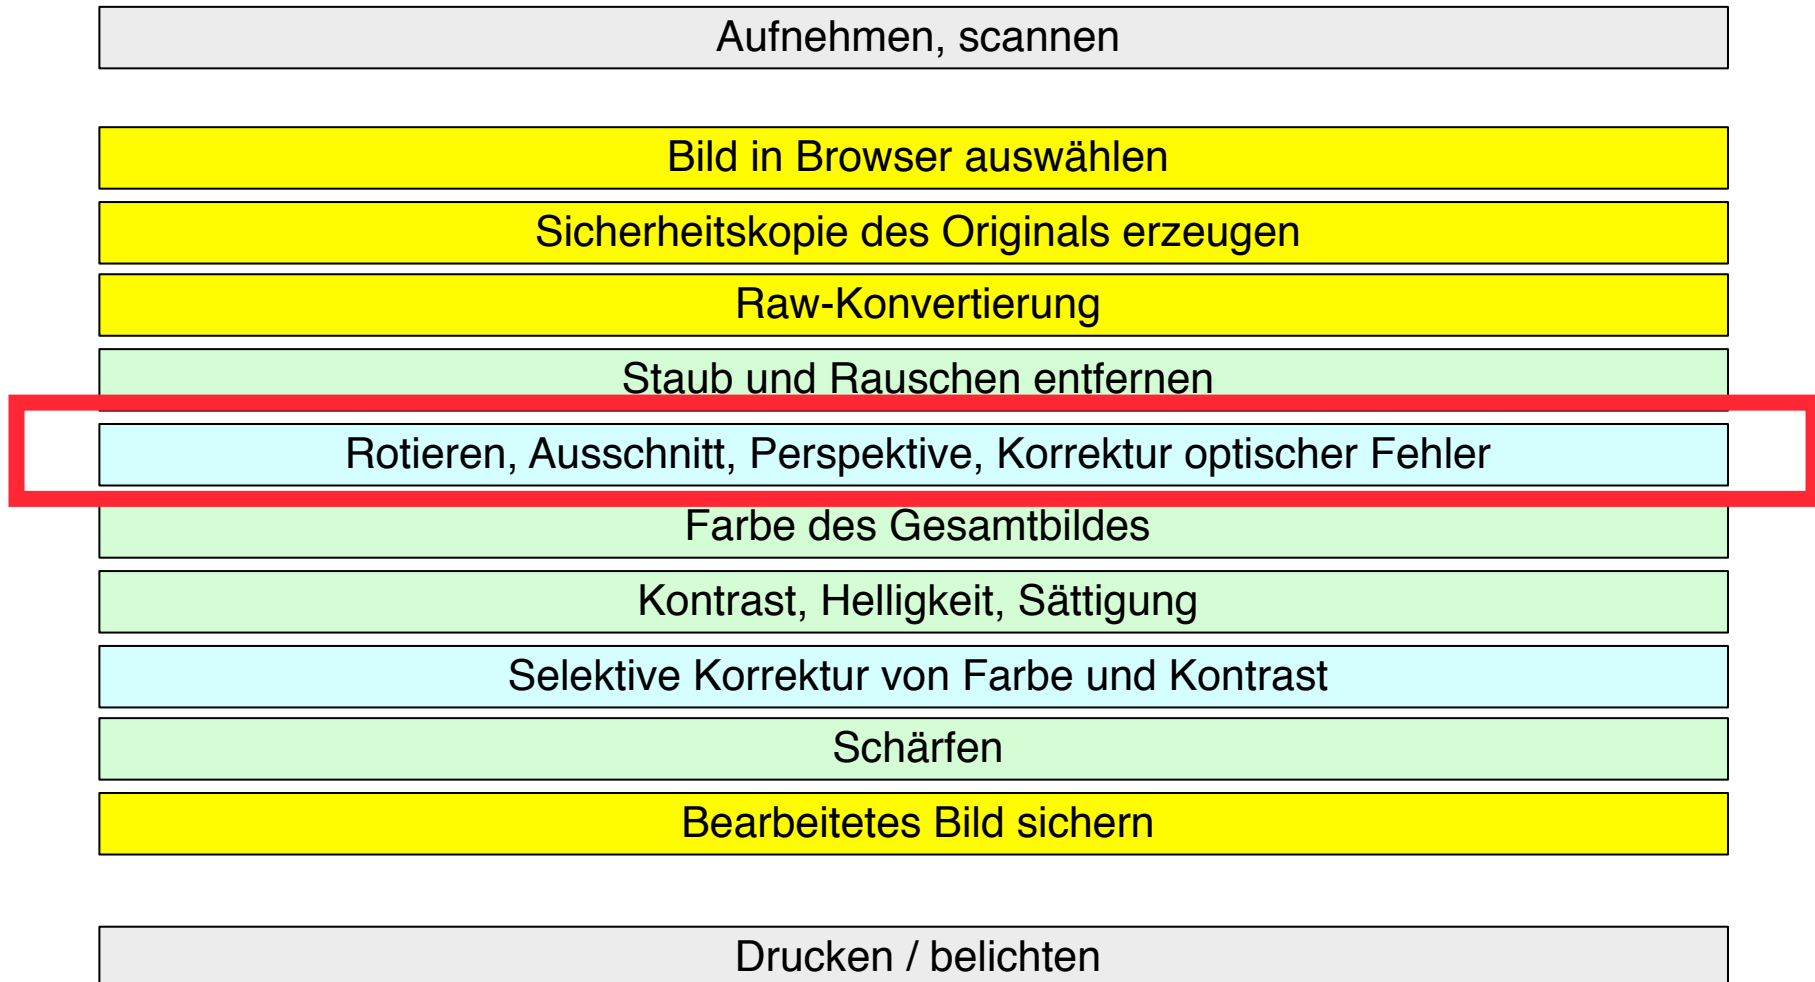 Aufnehmen, scannen
Bild in Browser auswählen
Sicherheitskopie des Originals erzeugen
Raw-Konvertierung
Staub und Rauschen entfernen
Rotieren, Ausschnitt, Perspektive, Korrektur optischer Fehler
Farbe des Gesamtbildes
Kontrast, Helligkeit, Sättigung
Selektive Korrektur von Farbe und Kontrast
Schärfen
Bearbeitetes Bild sichern
Drucken / belichten